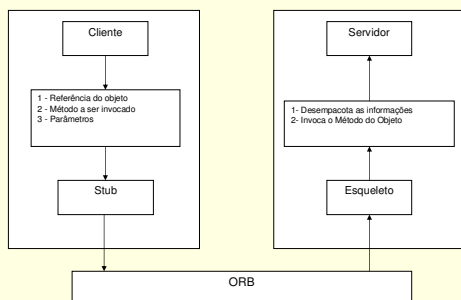 Cliente
1 - Referência do objeto
2 - Método a ser invocado
3 - Parâmetros
Stub
Servidor
1- Desempacota as informações
2- Invoca o Método do Objeto
Esqueleto
ORB